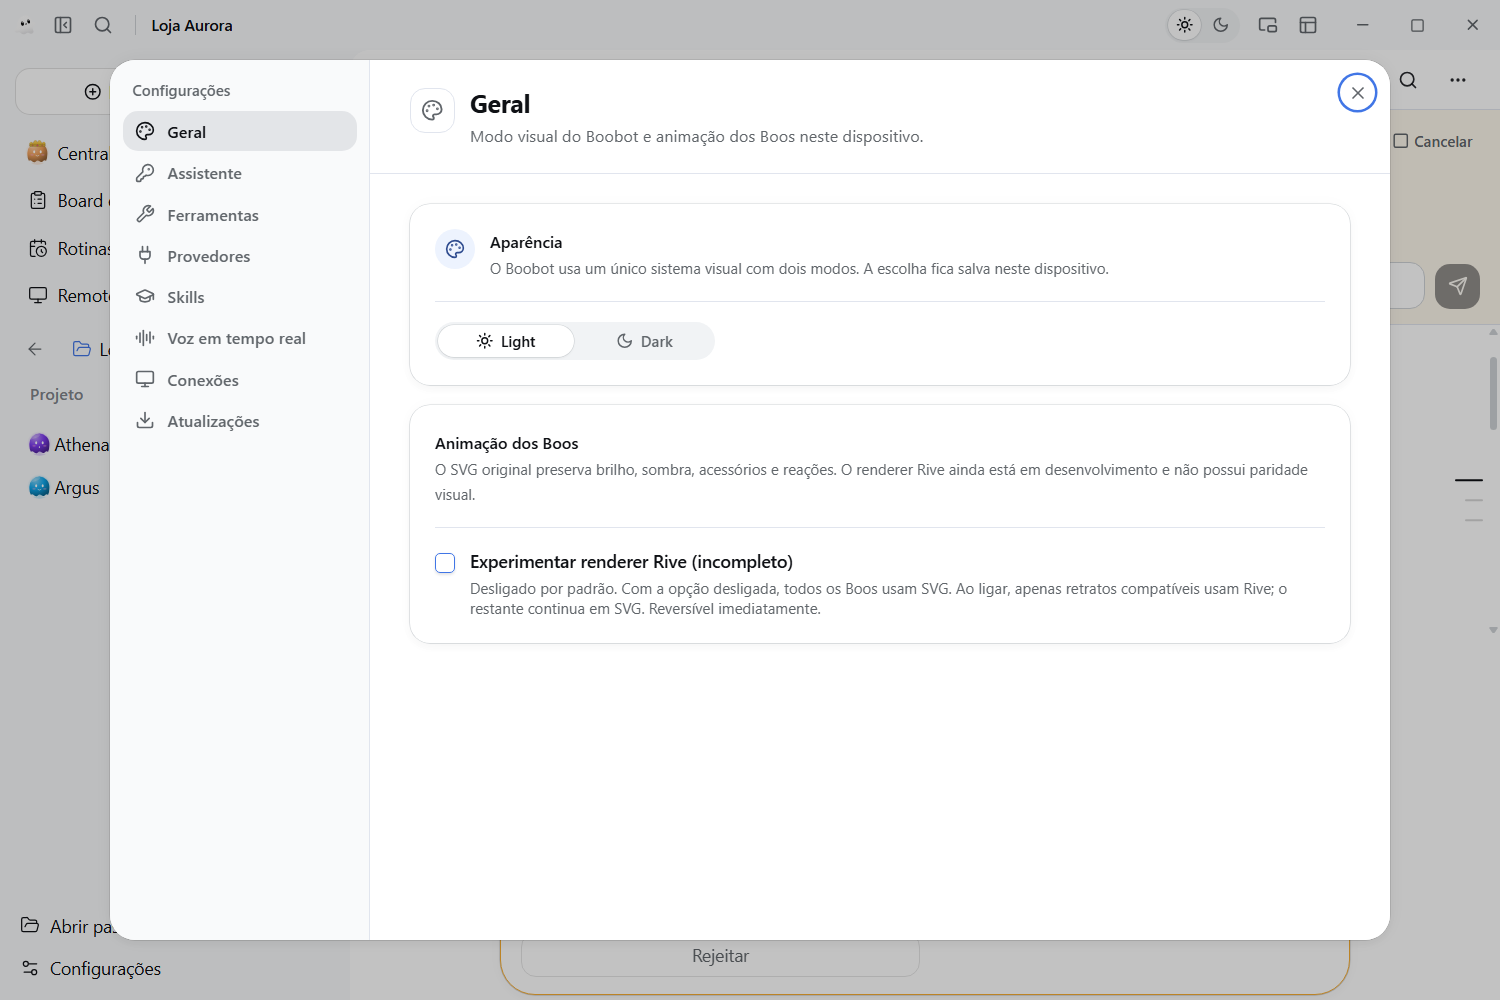 Loja Aurora
Configurações
Geral
Assistente
Ferramentas
Provedores
Skills
Voz em tempo real
Conexões
Atualizações
Geral
Modo visual do Boobot e animação dos Boos neste dispositivo.
Aparência
O Boobot usa um único sistema visual com dois modos. A escolha fica salva neste dispositivo.
Light
Dark
Animação dos Boos
O SVG original preserva brilho, sombra, acessórios e reações. O renderer Rive ainda está em desenvolvimento e não possui paridade
visual.
Experimentar renderer Rive (incompleto)
Desligado por padrão. Com a opção desligada, todos os Boos usam SVG. Ao ligar, apenas retratos compatíveis usam Rive; o
restante continua em SVG. Reversível imediatamente.
Cancelar
Board
Rotinas
Projeto
Athena
Argus
Abrir
Configurações
Rejeitar